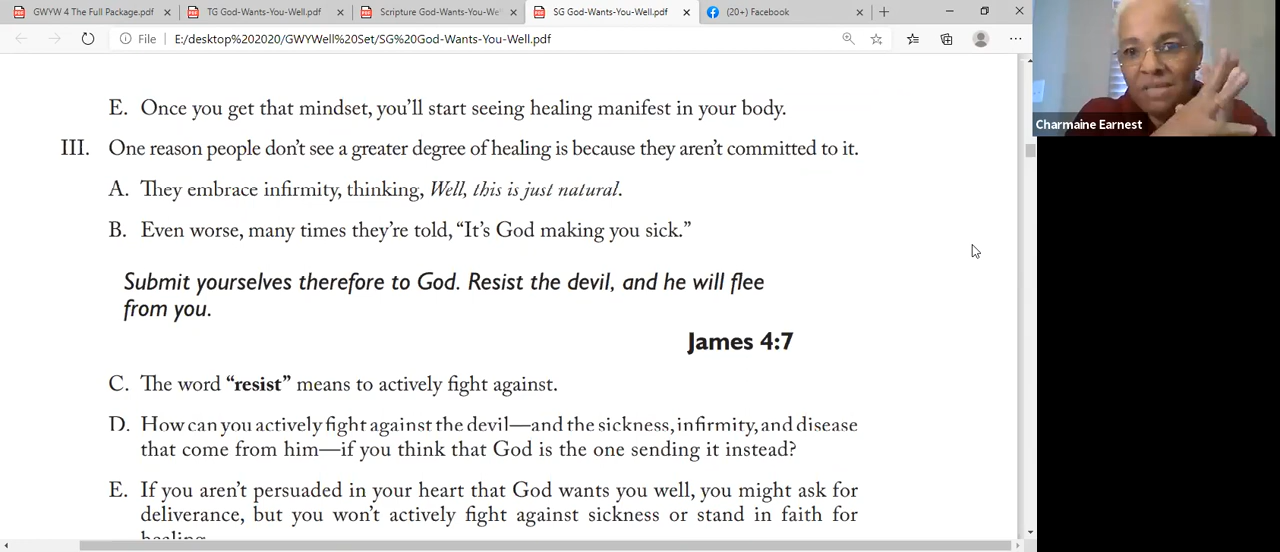 GWYW 4 The Full Package.pdf
TG God-Wants-You-Well.pdf
Scripture God-Wants-You-We
SG God-Wants-You-Well.pdf
(20+) Facebook
File
E:/desktop%202020/GWYWell%20Set/SG%20God-Wants-You-Well.pdf
Charmaine Earnest
E. Once you get that mindset, you'll start seeing healing manifest in your body.
III. One reason people don't see a greater degree of healing is because they aren't committed to it.
A. They embrace infirmity, thinking, Well, this is just natural.
B. Even worse, many times they're told, “It's God making you sick.”
Submit yourselves therefore to God. Resist the devil, and he will flee
from you.
James 4:7
C. The word “resist” means to actively fight against.
D. How can you actively fight against the devil—and the sickness, infirmity, and disease
that come from him—if you think that God is the one sending it instead?
E. If you aren't persuaded in your heart that God wants you well, you might ask for
deliverance, but you won't actively fight against sickness or stand in faith for
healing.